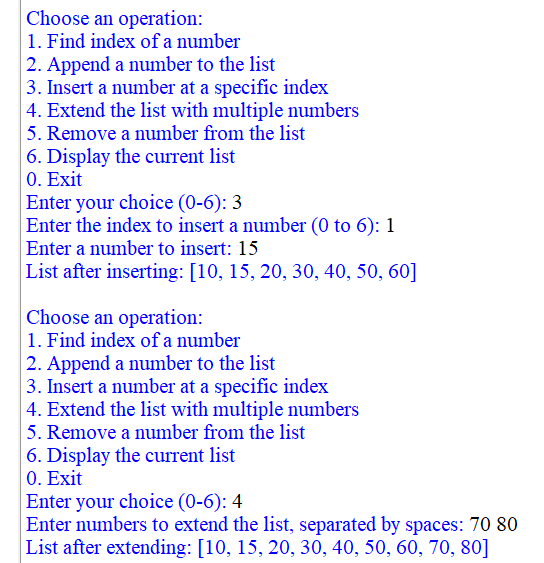 Choose an operation:
1. Find index of a number
2. Append a number to the list
3. Insert a number at a specific index
4. Extend the list with multiple numbers
5. Remove a number from the list
6. Display the current list
0. Exit
Enter your choice (0-6): 3
Enter the index to insert a number (0 to 6): 1
Enter a number to insert: 15
List after inserting: [10, 15, 20, 30, 40, 50, 60]
Choose an operation:
1. Find index of a number
2. Append a number to the list
3. Insert a number at a specific index
4. Extend the list with multiple numbers
5. Remove a number from the list
6. Display the current list
0. Exit
Enter your choice (0-6): 4
Enter numbers to extend the list, separated by spaces: 70 80
List after extending: [10, 15, 20, 30, 40, 50, 60, 70, 80]